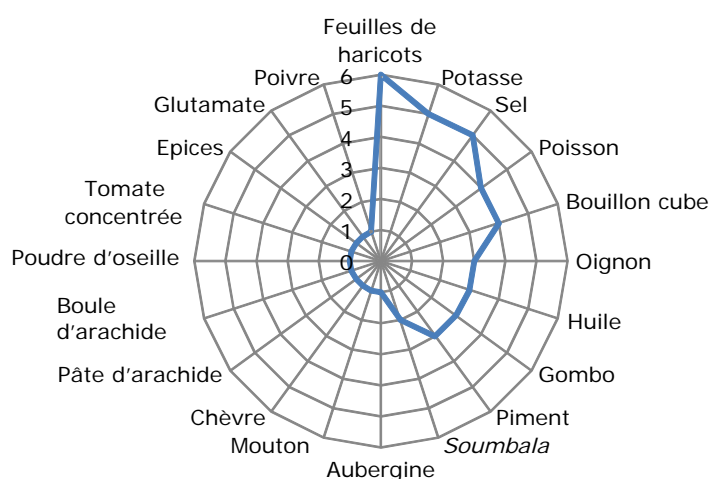 Feuilles de
haricots
Potasse
Sel
Poisson
Bouillon cube
Oignon
Huile
Gombo
Piment
Soumbala
Aubergine
Mouton
Chèvre
Pâte d'arachide
Boule
d'arachide
Poudre d'oseille
Tomate
concentrée
Epices
Glutamate
Poivre
6
5
4
3
2
1
0